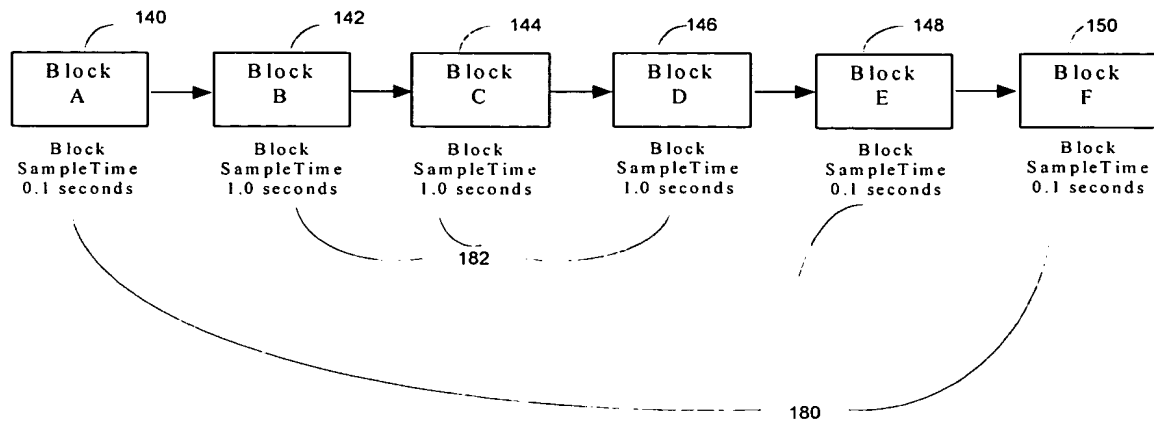 140
142
144
146
148
150
Block
A
Block
B
Block
C
Block
D
Block
E
Block
F
Block
SampleTime
0.1 seconds
Block
SampleTime
1.0 seconds
Block
SampleTime
1.0 seconds
Block
SampleTime
1.0 seconds
Block
SampleTime
0.1 seconds
Block
SampleTime
0.1 seconds
182
180